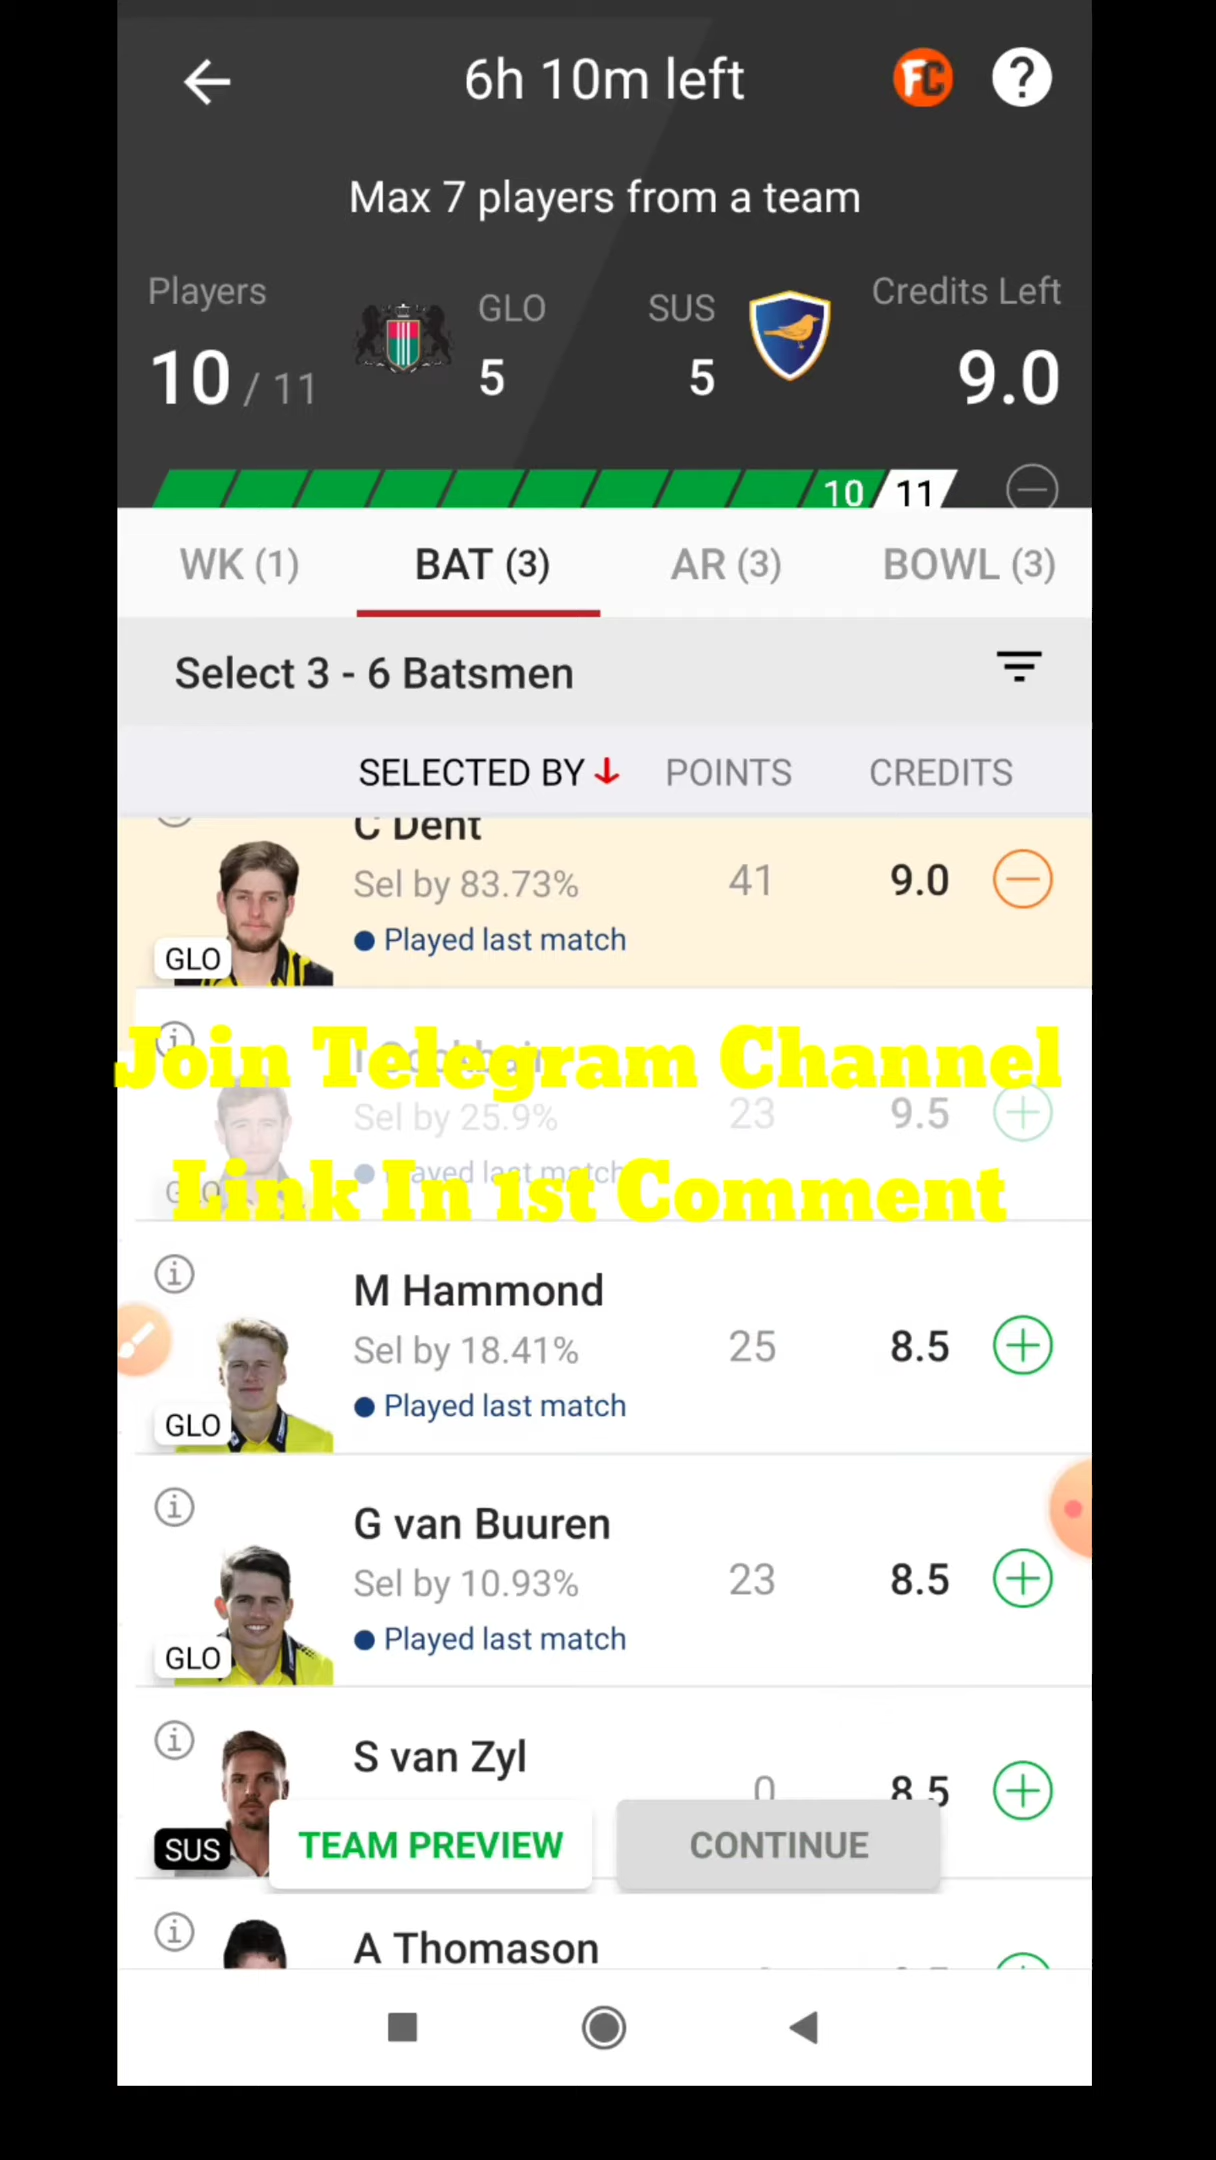 6h 10m left
FC
?
Max 7 players from a team
Players
GLO
SUS
Credits Left
10 / 11
5
5
9.0
10
11
WK (1)
BAT (3)
AR (3)
BOWL (3)
Select 3 - 6 Batsmen
SELECTED BY
POINTS
CREDITS
C Dent
Sel by 83.73%
41
9.0
Played last match
GLO
Join Telegram Channel
Sel by 25.9%
23
9.5
Played last match
Link In 1st Comment
M Hammond
Sel by 18.41%
25
8.5
Played last match
GLO
G van Buuren
Sel by 10.93%
23
8.5
Played last match
GLO
S van Zyl
0
8.5
SUS
TEAM PREVIEW
CONTINUE
A Thomason